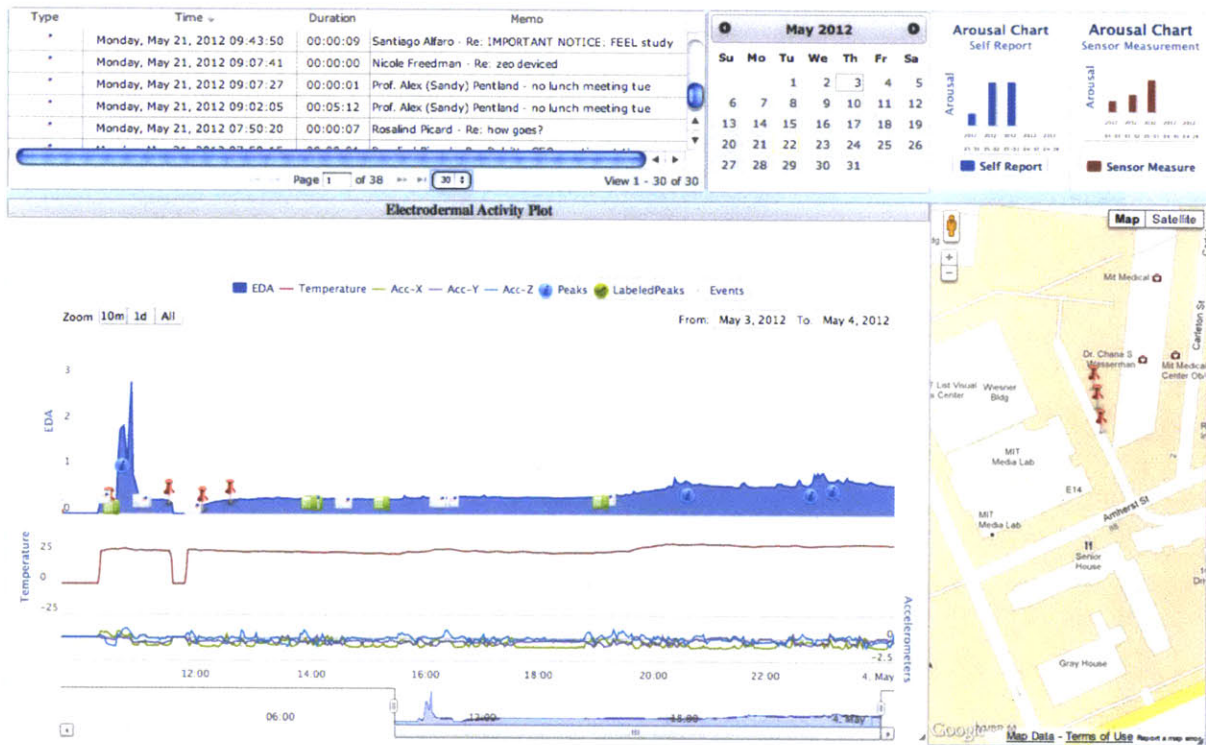 Type Time Duration Memo
* Monday, May 21, 2012 09:43:50 00:00:09 Santiago Alfaro - Re: IMPORTANT NOTICE: FEEL study
* Monday, May 21, 2012 09:07:41 00:00:00 Nicole Freedman - Re: zeo deviced
* Monday, May 21, 2012 09:07:27 00:00:01 Prof. Alex (Sandy) Pentland - no lunch meeting tue
* Monday, May 21, 2012 09:02:05 00:05:12 Prof. Alex (Sandy) Pentland - no lunch meeting tue
* Monday, May 21, 2012 07:50:20 00:00:07 Rosalind Picard - Re: how goes?
Page 1 of 38 30 View 1 - 30 of 30
May 2012
Su Mo Tu We Th Fr Sa
1 2 3 4 5
6 7 8 9 10 11 12
13 14 15 16 17 18 19
20 21 22 23 24 25 26
27 28 29 30 31
Arousal Chart
Self Report
Arousal
Self Report
Arousal Chart
Sensor Measurement
Arousal
Sensor Measure
Electrodermal Activity Plot
EDA Temperature Acc-X Acc-Y Acc-Z Peaks LabeledPeaks Events
Zoom 10m 1d All
From: May 3, 2012 To: May 4, 2012
EDA
3
2
1
0
Temperature
25
0
-25
Accelerometers
0
-2.5
12:00 14:00 16:00 18:00 20:00 22:00 4. May
06:00 12:00 18:00 4. May
Map Satellite
+
-
Mit Medical
Carleton St
Dr. Chana S
Wasserman
Mit Medical
Center Ob/
List Visual
Center
Wiesner
Bldg
MIT
Media Lab
E14
Amherst St
MIT
Media Lab
Senior
House
Gray House
Google
Map Data - Terms of Use Report a map error